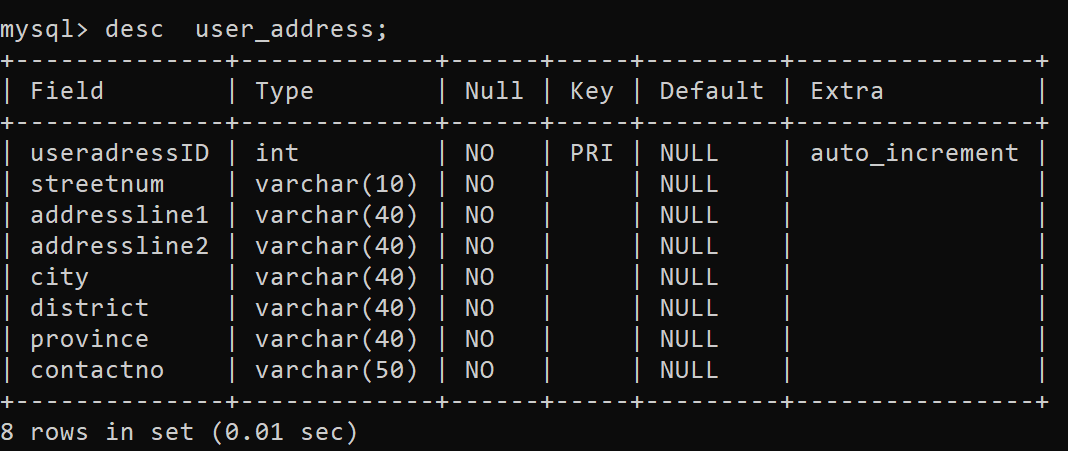 mysql> desc  user_address;
+--------------+-------------+------+-----+---------+----------------+
| Field        | Type        | Null | Key | Default | Extra          |
+--------------+-------------+------+-----+---------+----------------+
| useradressID | int         | NO   | PRI | NULL    | auto_increment |
| streetnum    | varchar(10) | NO   |     | NULL    |                |
| addressline1 | varchar(40) | NO   |     | NULL    |                |
| addressline2 | varchar(40) | NO   |     | NULL    |                |
| city         | varchar(40) | NO   |     | NULL    |                |
| district     | varchar(40) | NO   |     | NULL    |                |
| province     | varchar(40) | NO   |     | NULL    |                |
| contactno    | varchar(50) | NO   |     | NULL    |                |
+--------------+-------------+------+-----+---------+----------------+
8 rows in set (0.01 sec)